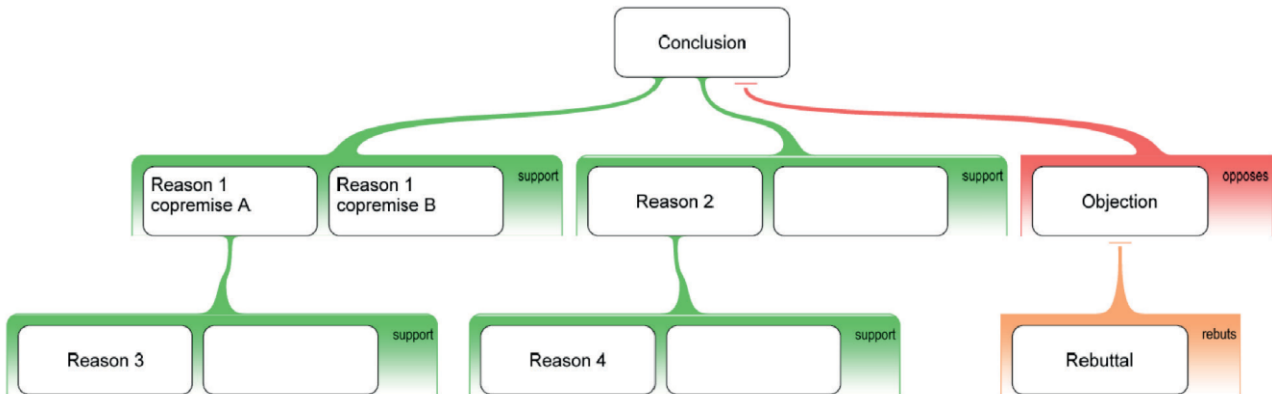 Conclusion
Reason 1
copremise A
Reason 1
copremise B
support
Reason 2
support
Objection
opposes
Reason 3
support
Reason 4
support
Rebuttal
rebuts